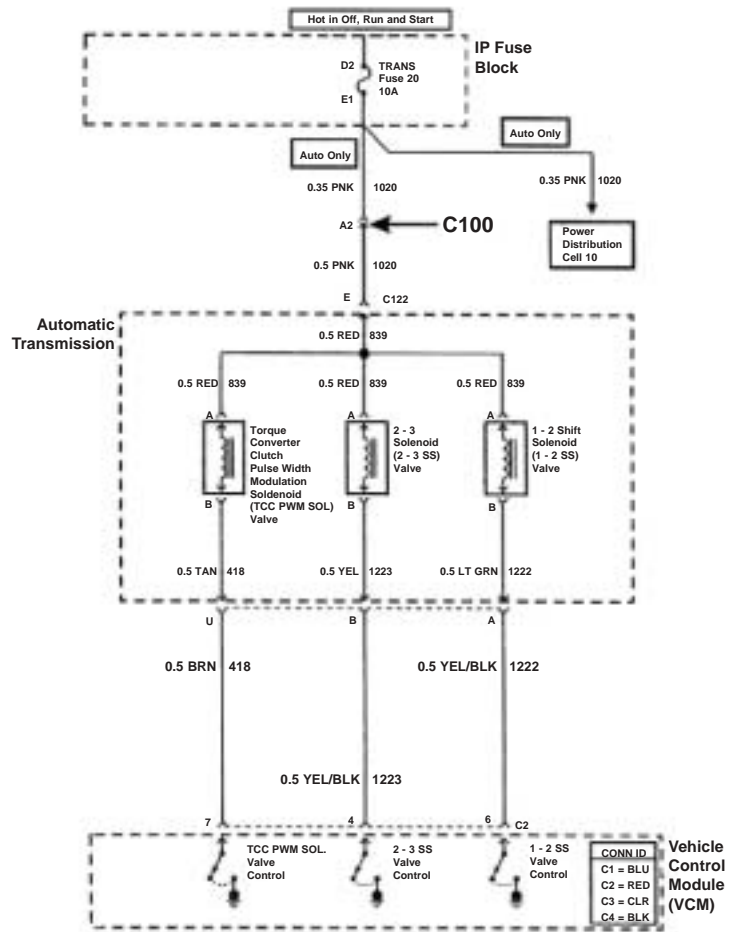 Hot in Off, Run and Start
IP Fuse
Block
D2
TRANS
Fuse 20
10A
E1
Auto Only
Auto Only
0.35 PNK 1020
0.35 PNK 1020
A2
C100
Power
Distribution
Cell 10
0.5 PNK 1020
E C122
Automatic
Transmission
0.5 RED 839
0.5 RED 839
0.5 RED 839
0.5 RED 839
A
A
A
Torque
Converter
Clutch
Pulse Width
Modulation
Soldenoid
(TCC PWM SOL)
Valve
2 - 3
Solenoid
(2 - 3 SS)
Valve
1 - 2 Shift
Solenoid
(1 - 2 SS)
Valve
B
B
B
0.5 TAN 418
0.5 YEL 1223
0.5 LT GRN 1222
U
B
A
0.5 BRN 418
0.5 YEL/BLK 1222
0.5 YEL/BLK 1223
7
4
6 C2
TCC PWM SOL.
Valve
Control
2 - 3 SS
Valve
Control
1 - 2 SS
Valve
Control
CONN ID
C1 = BLU
C2 = RED
C3 = CLR
C4 = BLK
Vehicle
Control
Module
(VCM)